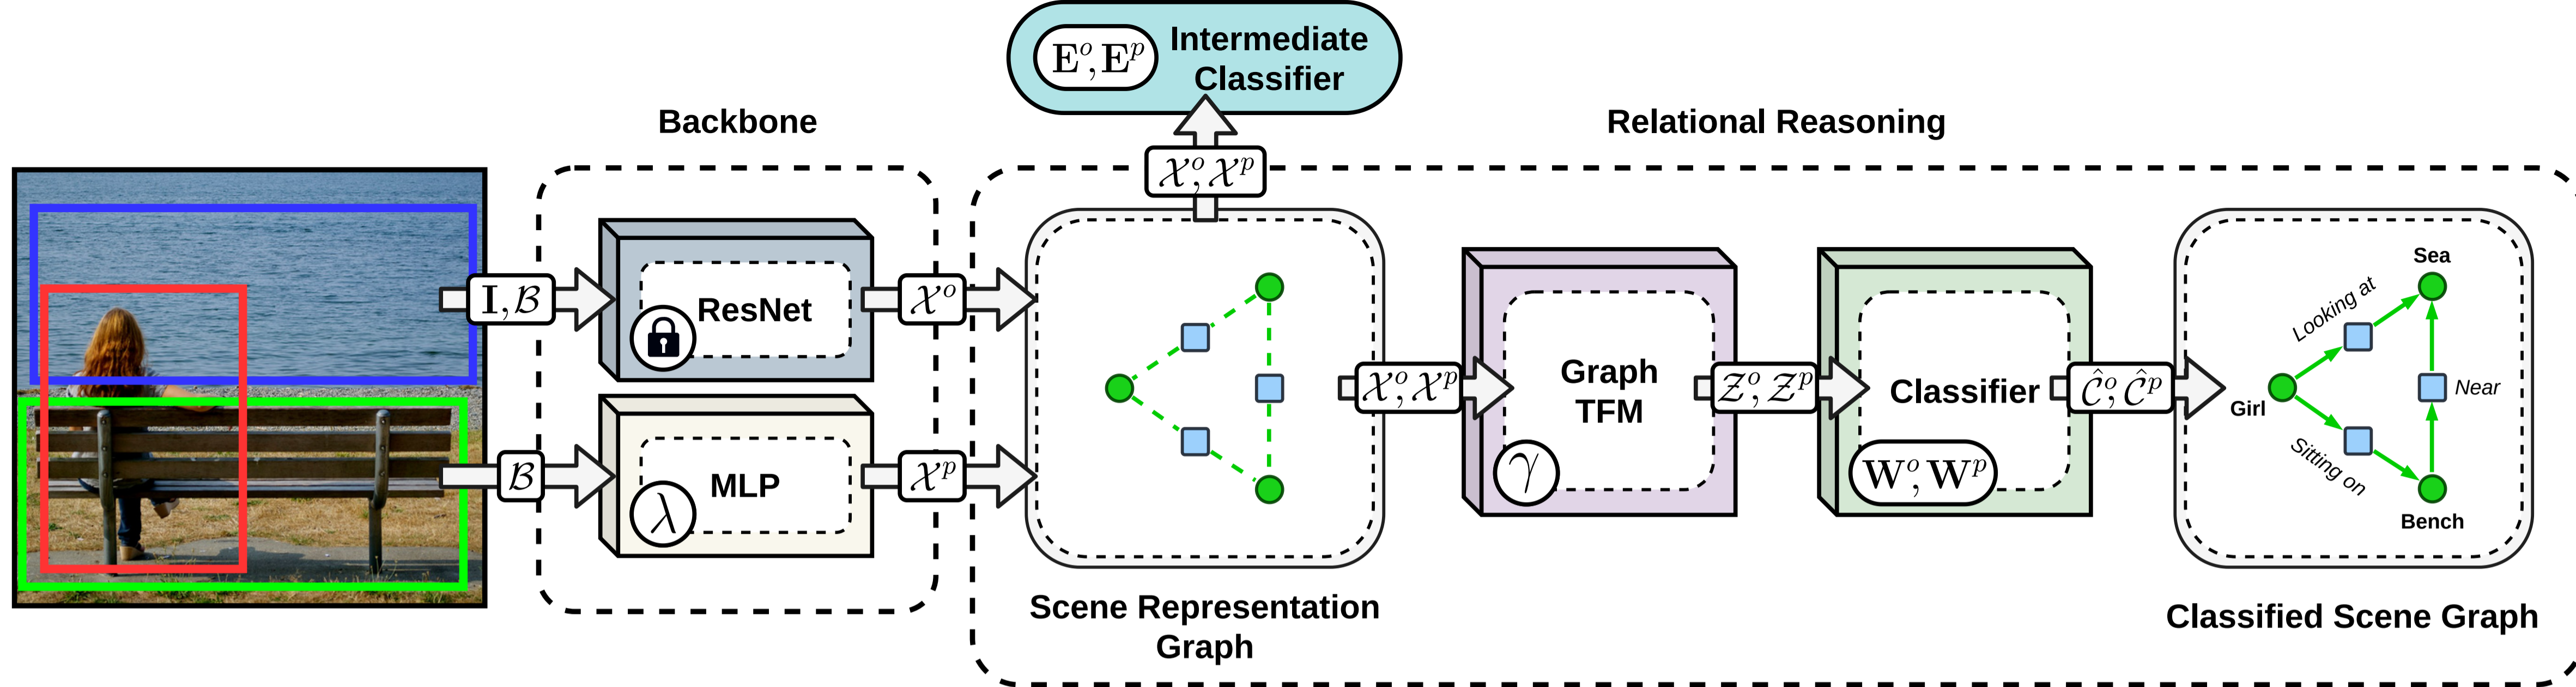 E^o, E^p Intermediate
Classifier
Backbone
Relational Reasoning
X^o, X^p
I, B
ResNet
X^o
B
MLP
λ
X^p
Scene Representation
Graph
X^o, X^p
Graph
TFM
γ
Z^o, Z^p
Classifier
W^o, W^p
Ĉ^o, Ĉ^p
Sea
Looking at
Girl
Near
Sitting on
Bench
Classified Scene Graph